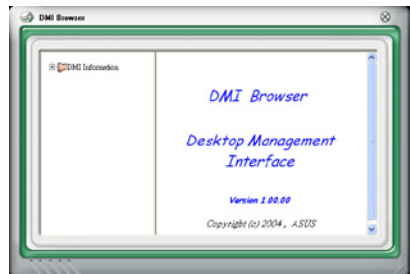 DMI Browser
DMI Information
DMI Browser
Desktop Management
Interface
Version 1.00.00
Copyright (c) 2004, ASUS